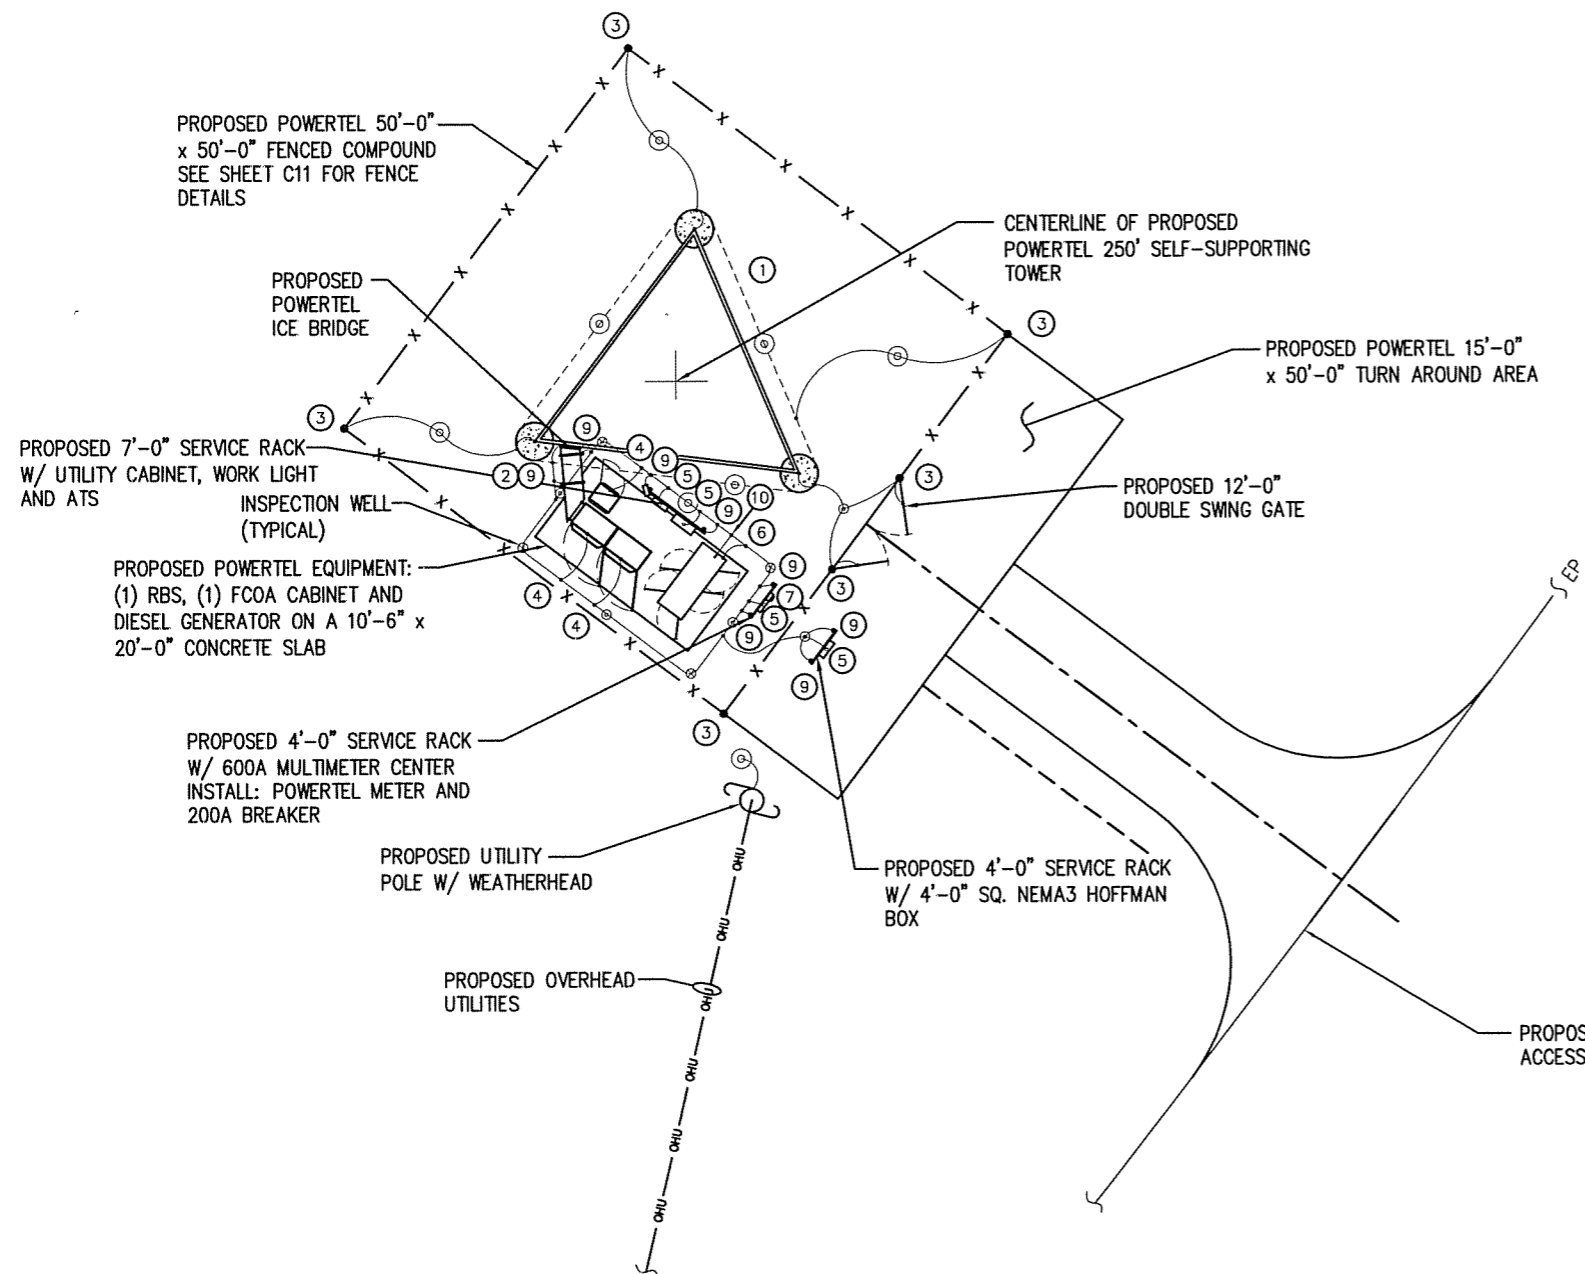 3
PROPOSED POWERTEL 50'-0"
x 50'-0" FENCED COMPOUND
SEE SHEET C11 FOR FENCE
DETAILS
CENTERLINE OF PROPOSED
POWERTEL 250' SELF-SUPPORTING
TOWER
1
PROPOSED
POWERTEL
ICE BRIDGE
3
PROPOSED POWERTEL 15'-0"
x 50'-0" TURN AROUND AREA
3
PROPOSED 7'-0" SERVICE RACK
W/ UTILITY CABINET, WORK LIGHT
AND ATS
2 9
9
4
9
5
5
9
10
6
3
PROPOSED 12'-0"
DOUBLE SWING GATE
INSPECTION WELL
(TYPICAL)
PROPOSED POWERTEL EQUIPMENT:
(1) RBS, (1) FCOA CABINET AND
DIESEL GENERATOR ON A 10'-6" x
20'-0" CONCRETE SLAB
4
4
9
7
5
9
3
9
5
9
EP
3
PROPOSED 4'-0" SERVICE RACK
W/ 600A MULTIMETER CENTER
INSTALL: POWERTEL METER AND
200A BREAKER
PROPOSED UTILITY
POLE W/ WEATHERHEAD
PROPOSED 4'-0" SERVICE RACK
W/ 4'-0" SQ. NEMA3 HOFFMAN
BOX
OHU
OHU
PROPOSED OVERHEAD
UTILITIES
OHU
OHU
OHU
OHU
PROPOS
ACCESS